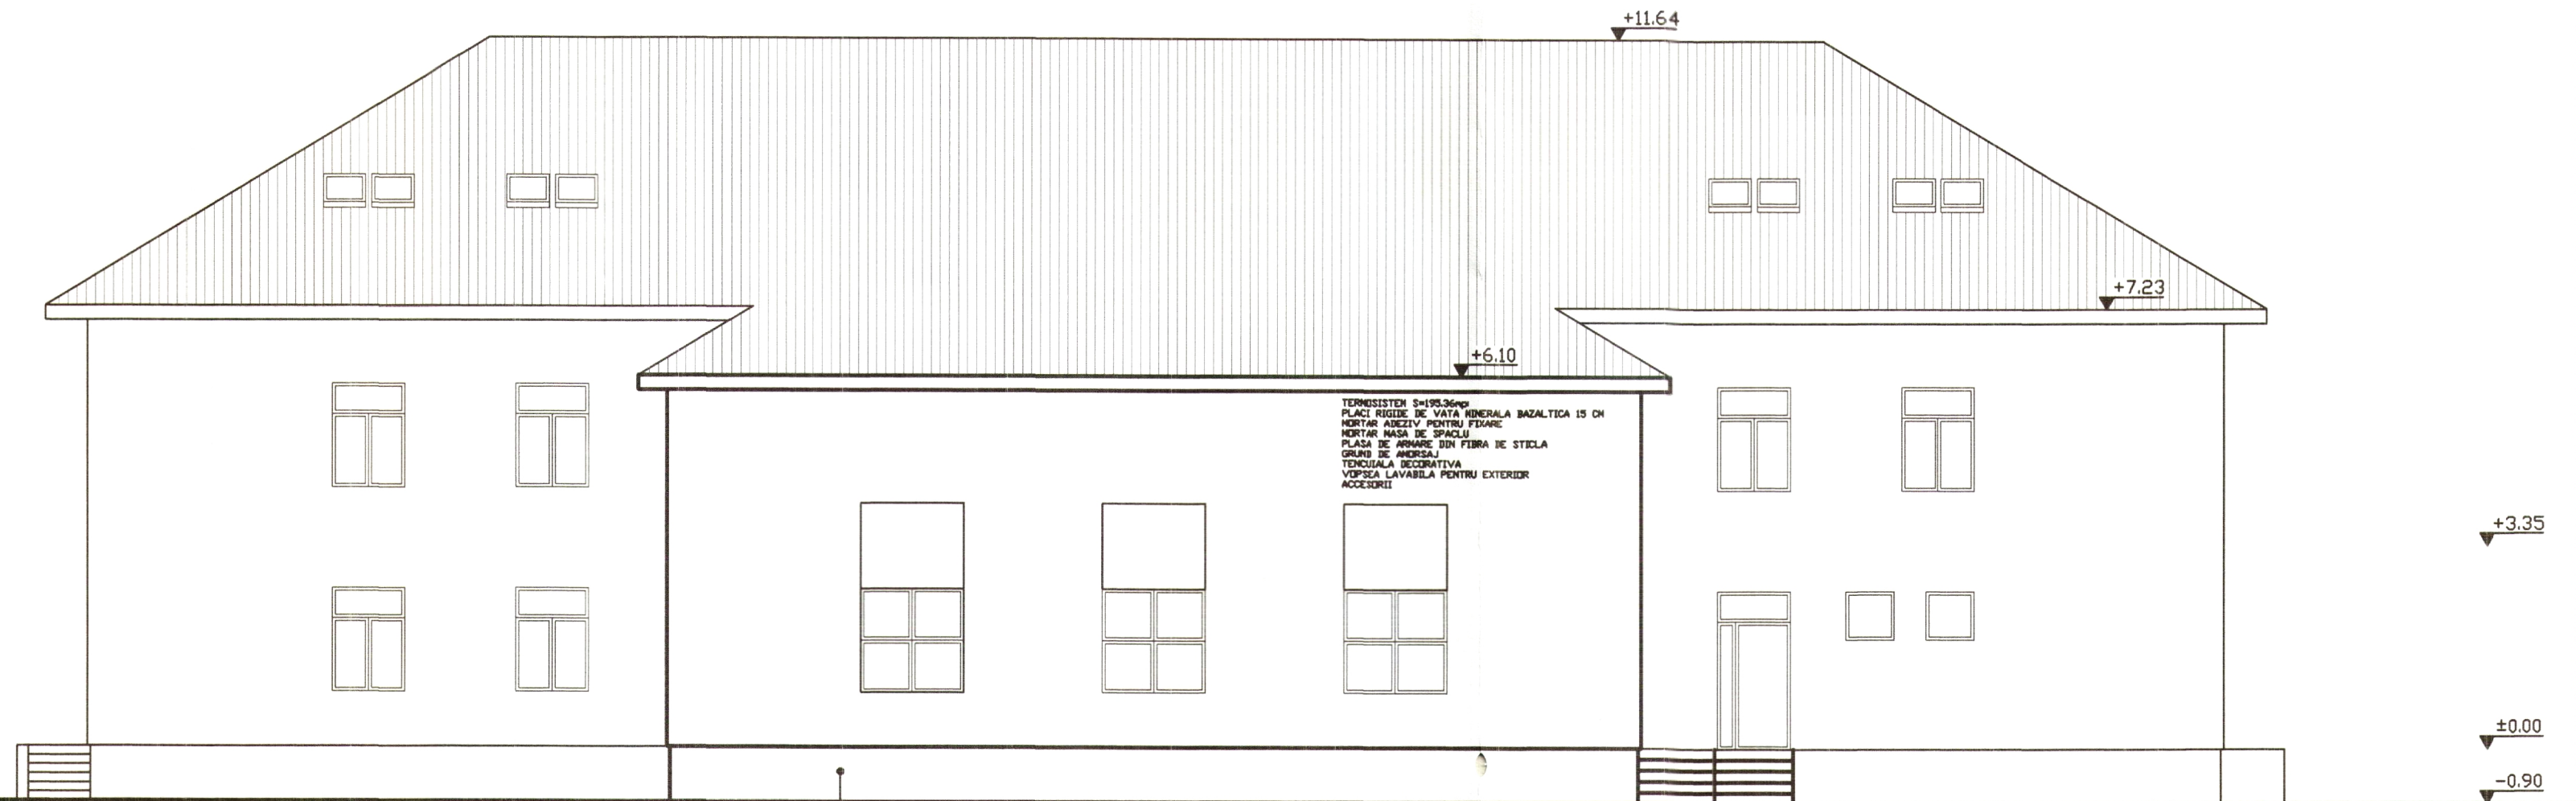 +11.64
+7.23
+6.10
TERMOSISTEM S=195.36mp
PLACI RIGIDE DE VATA MINERALA BAZALTICA 15 CM
MORTAR ADEZIV PENTRU FIXARE
MORTAR MASA DE SPACLU
PLASA DE ARMARE DIN FIBRA DE STICLA
GRUND DE AMORSAJ
TENCUIALA DECORATIVA
VOPSEA LAVABILA PENTRU EXTERIOR
ACCESORII
+3.35
±0.00
-0.90